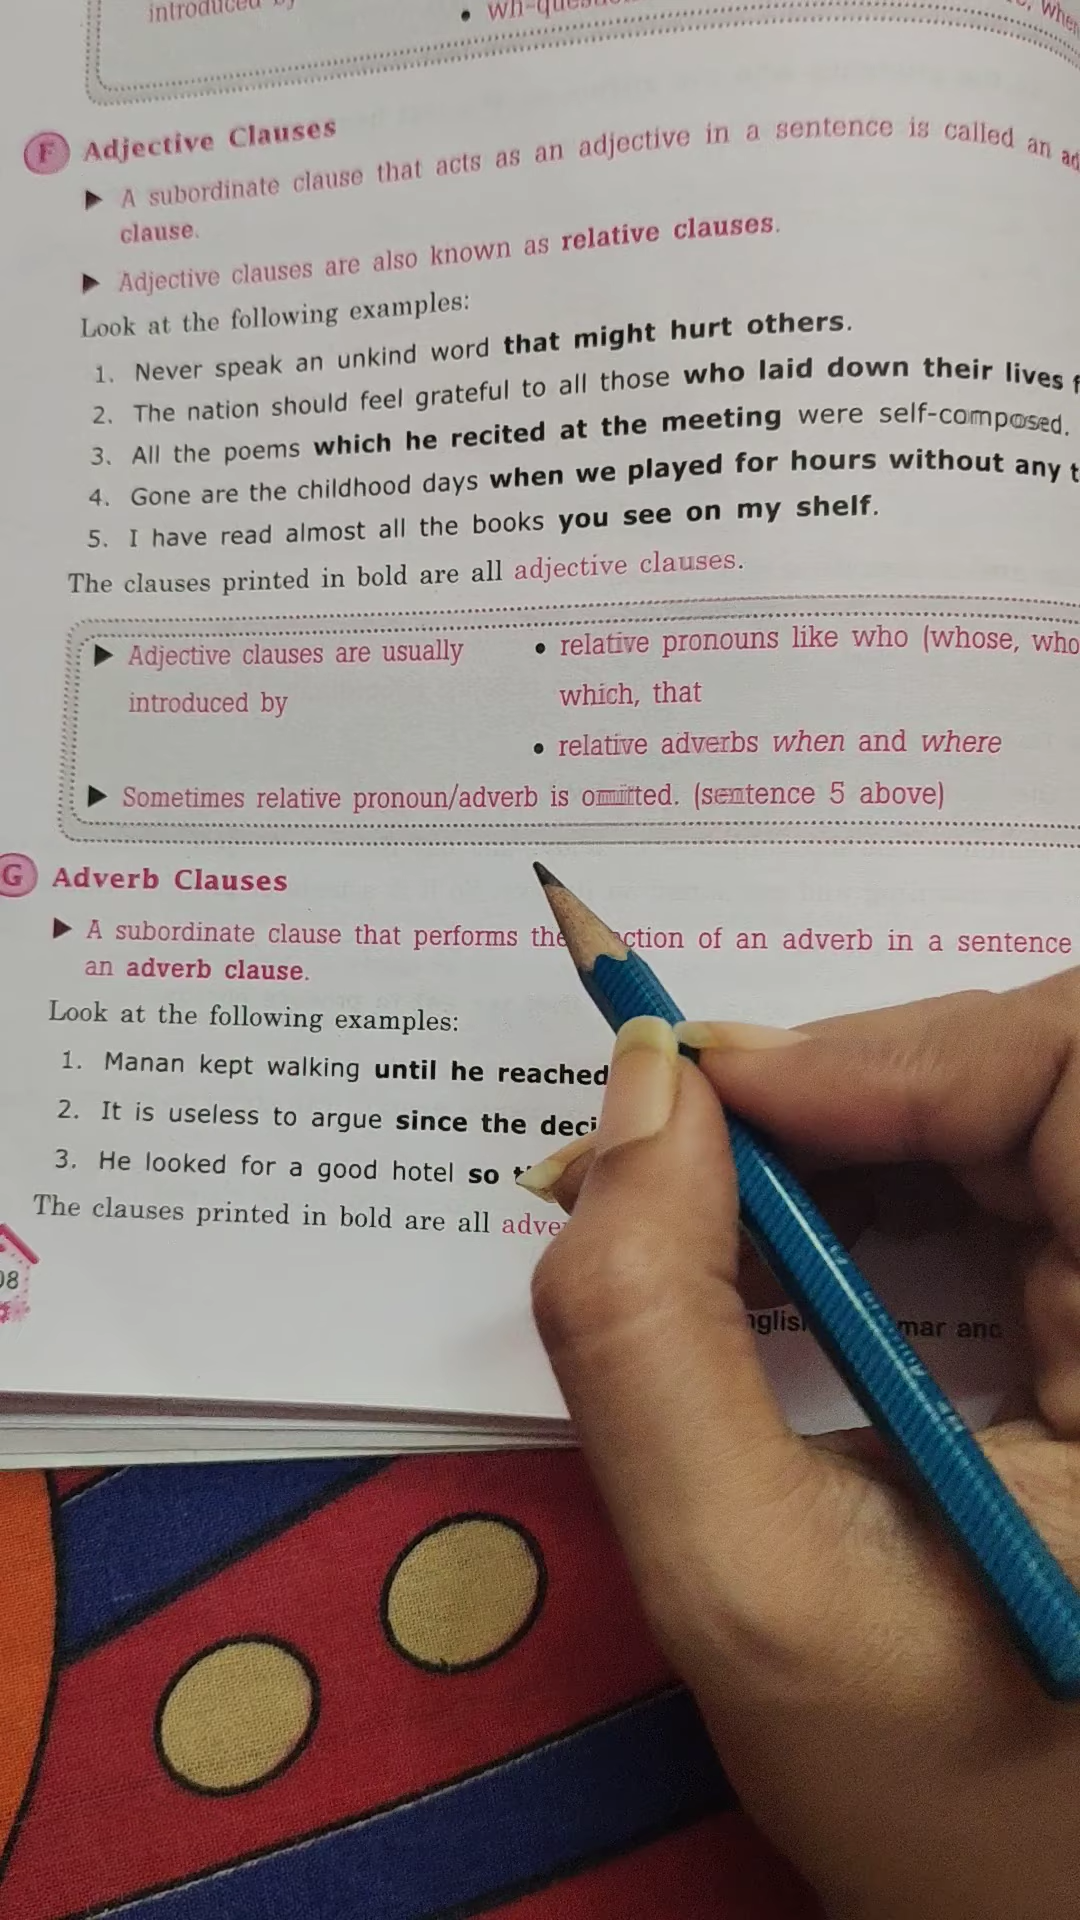 introduced by
• wh-
F Adjective Clauses
► A subordinate clause that acts as an adjective in a sentence is called an
clause.
► Adjective clauses are also known as relative clauses.
Look at the following examples:
1. Never speak an unkind word that might hurt others.
2. The nation should feel grateful to all those who laid down their lives
3. All the poems which he recited at the meeting were self-composed.
4. Gone are the childhood days when we played for hours without any
5. I have read almost all the books you see on my shelf.
The clauses printed in bold are all adjective clauses.
► Adjective clauses are usually • relative pronouns like who (whose,
introduced by which, that
• relative adverbs when and where
► Sometimes relative pronoun/adverb is omitted. (sentence 5 above)
G Adverb Clauses
► A subordinate clause that performs the ction of an adverb in a sentence
an adverb clause.
Look at the following examples:
1. Manan kept walking until he reached
2. It is useless to argue since the deci
3. He looked for a good hotel so
The clauses printed in bold are all adve
08
nglis mar and